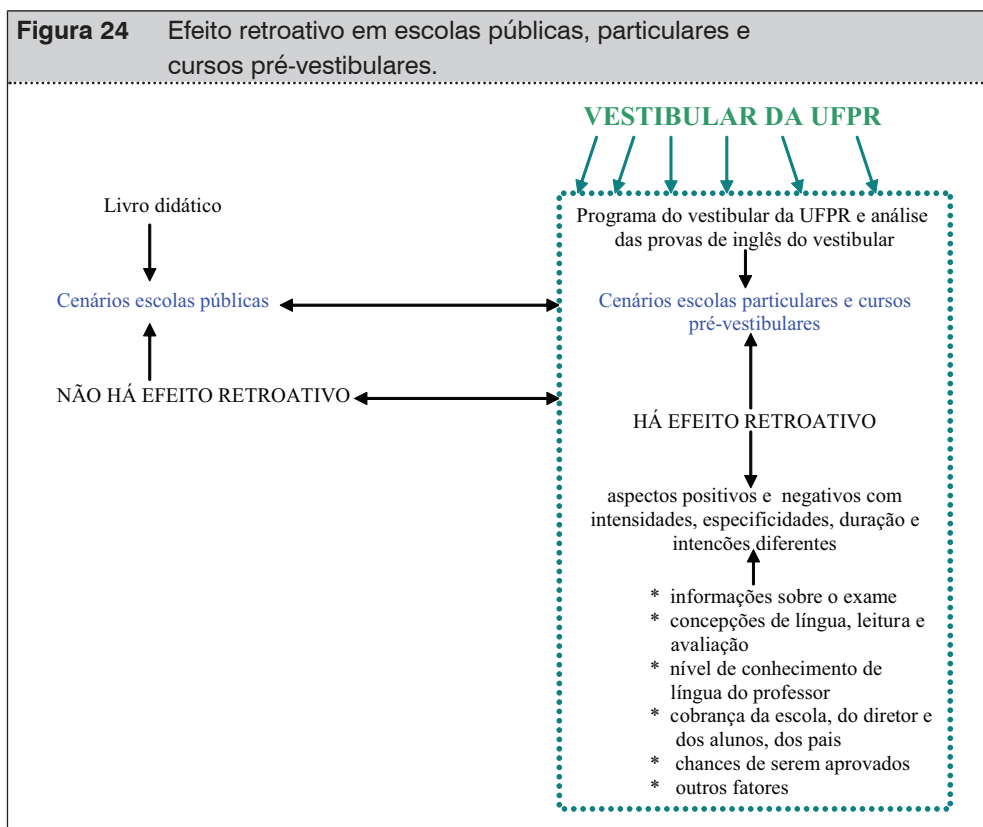 Figura 24 Efeito retroativo em escolas públicas, particulares e
cursos pré-vestibulares.
VESTIBULAR DA UFPR
Livro didático
Cenários escolas públicas
NÃO HÁ EFEITO RETROATIVO
Programa do vestibular da UFPR e análise
das provas de inglês do vestibular
Cenários escolas particulares e cursos
pré-vestibulares
HÁ EFEITO RETROATIVO
aspectos positivos e negativos com
intensidades, especificidades, duração e
intencões diferentes
* informações sobre o exame
* concepções de língua, leitura e
avaliação
* nível de conhecimento de
língua do professor
* cobrança da escola, do diretor e
dos alunos, dos pais
* chances de serem aprovados
* outros fatores